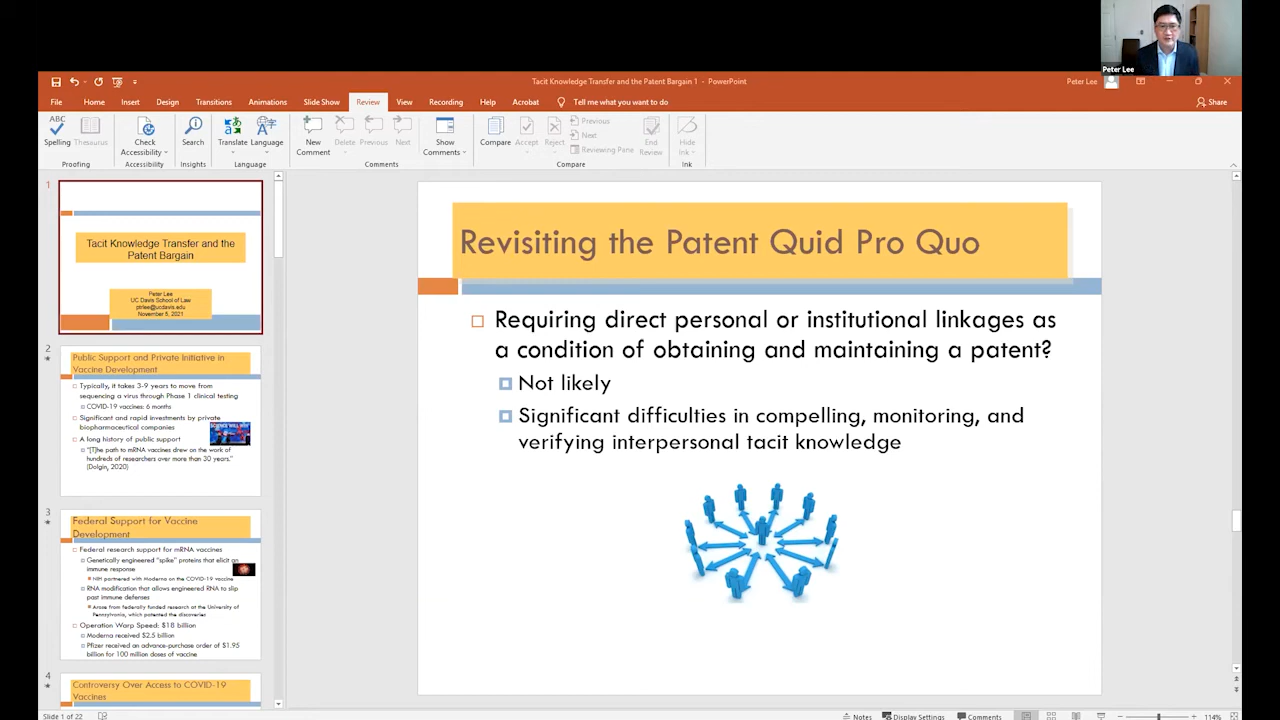 Peter Lee
Tacit Knowledge Transfer and the Patent Bargain 1 - PowerPoint
Peter Lee
File Home Insert Design Transitions Animations Slide Show Review View Recording Help Acrobat Tell me what you want to do
Share
ABC
Spelling Thesaurus
Proofing
Check
Accessibility
Accessibility
Search
Insights
Translate Language
Language
New
Comment
Delete Previous Next
Show
Comments
Comments
Compare Accept Reject
Previous
Next
Reviewing Pane
End
Review
Compare
Hide
Ink
Ink
1
Tacit Knowledge Transfer and the
Patent Bargain
Peter Lee
UC Davis School of Law
ptrlee@ucdavis.edu
November 5, 2021
2
Public Support and Private Initiative in
Vaccine Development
Typically, it takes 3-9 years to move from
sequencing a virus through Phase 1 clinical testing
COVID-19 vaccines: 6 months
Significant and rapid investments by private
biopharmaceutical companies
SCIENCE WILL WIN
A long history of public support
"[T]he path to mRNA vaccines drew on the work of
hundreds of researchers over more than 30 years."
(Dolgin, 2020)
3
Federal Support for Vaccine
Development
Federal research support for mRNA vaccines
Genetically engineered "spike" proteins that elicit an
immune response
NIH partnered with Moderna on the COVID-19 vaccine
RNA modification that allows engineered RNA to slip
past immune defenses
Arose from federally funded research at the University of
Pennsylvania, which patented the discoveries
Operation Warp Speed: $18 billion
Moderna received $2.5 billion
Pfizer received an advance-purchase order of $1.95
billion for 100 million doses of vaccine
4
Controversy Over Access to COVID-19
Vaccines
Revisiting the Patent Quid Pro Quo
Requiring direct personal or institutional linkages as
a condition of obtaining and maintaining a patent?
Not likely
Significant difficulties in compelling, monitoring, and
verifying interpersonal tacit knowledge
Slide 1 of 22
Notes Display Settings Comments
114%